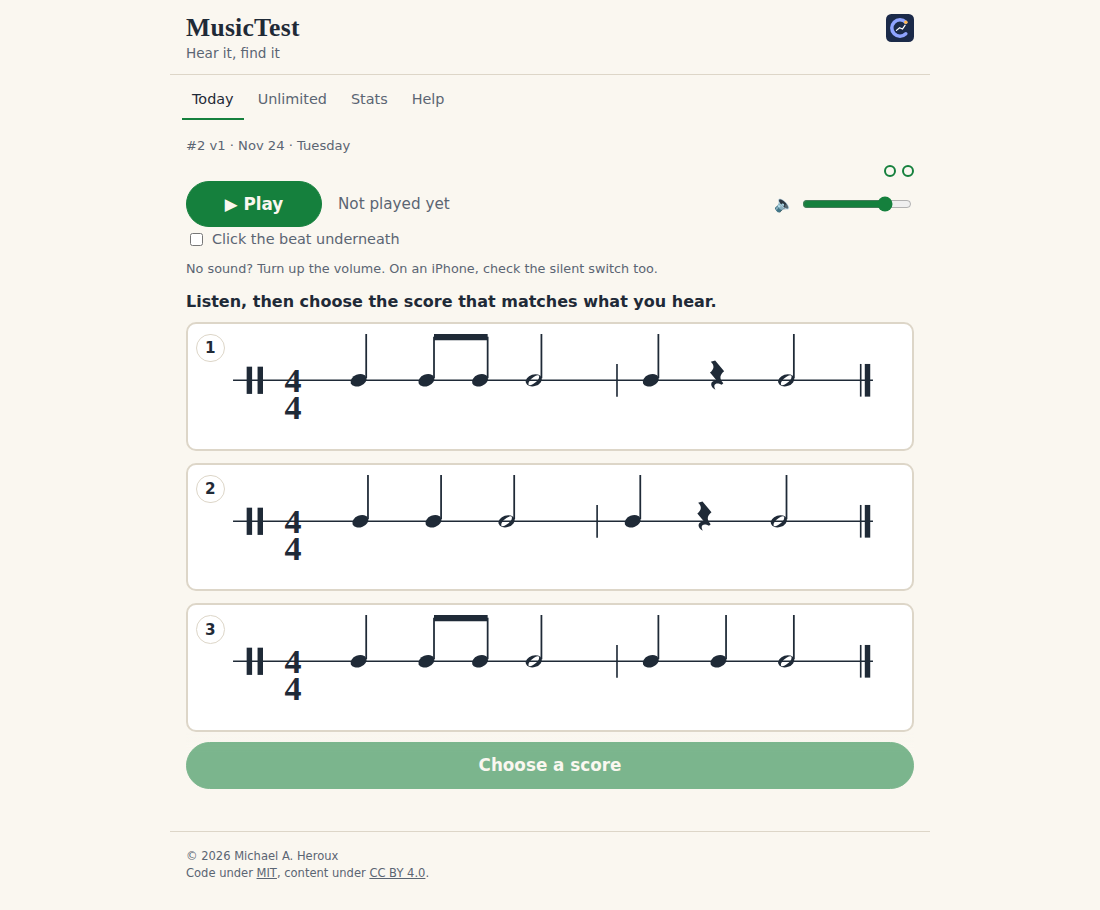 MusicTest
Hear it, find it
Today Unlimited Stats Help
#2 v1 · Nov 24 · Tuesday
▶ Play Not played yet
Click the beat underneath
No sound? Turn up the volume. On an iPhone, check the silent switch too.
Listen, then choose the score that matches what you hear.
1
4
4
2
4
4
3
4
4
Choose a score
© 2026 Michael A. Heroux
Code under MIT, content under CC BY 4.0.